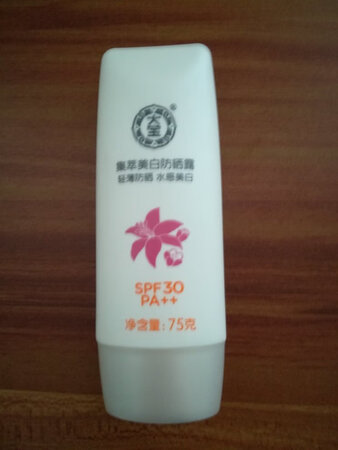 大宝
®
集萃美白防晒露
轻薄防晒 水感美白
SPF30
PA++
净含量: 75克